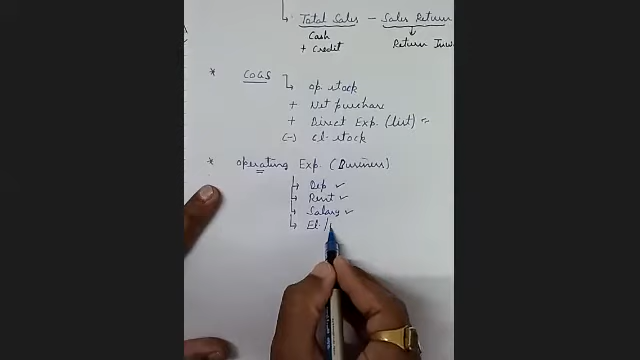 Total Sales — Sales Return
Cash
+ Credit
Return Inw
* COGS
op. stock
+ Net purchase
+ Direct Exp. (list)
(-) cl. stock
* Operating Exp. (Business)
Dep ✓
Rent ✓
Salary ✓
El. /